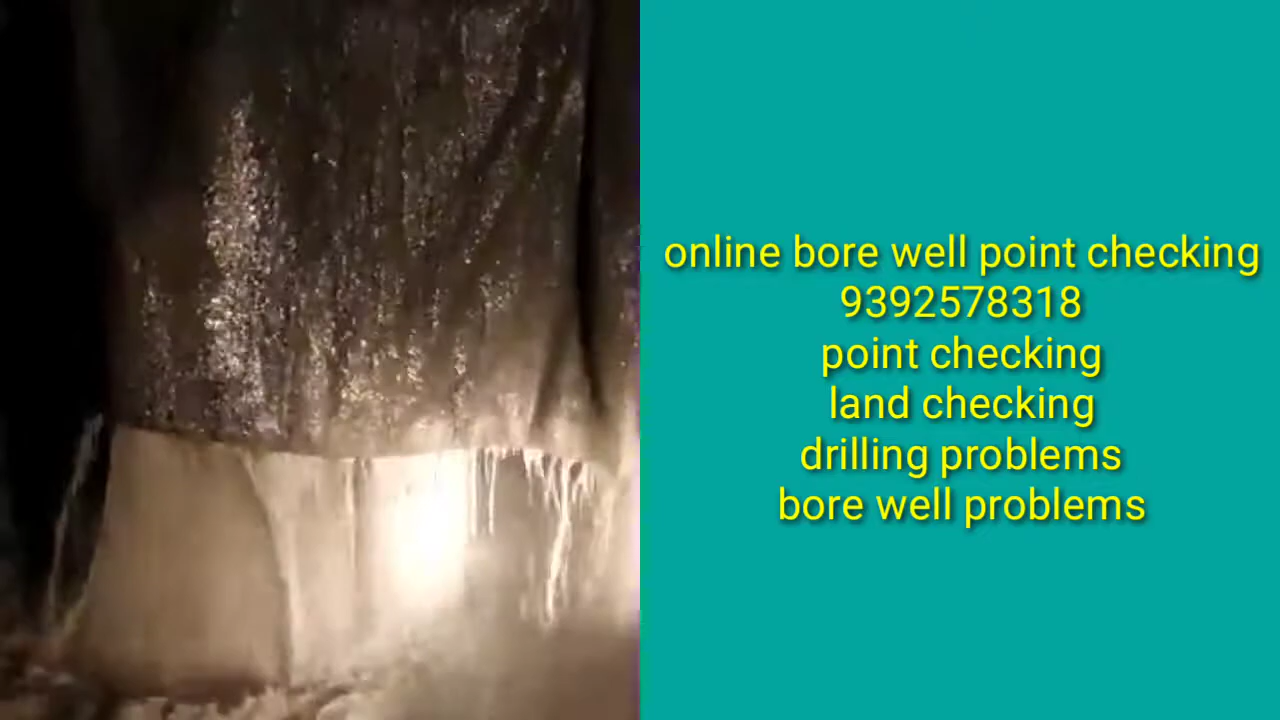 online bore well point checking
9392578318
point checking
land checking
drilling problems
bore well problems